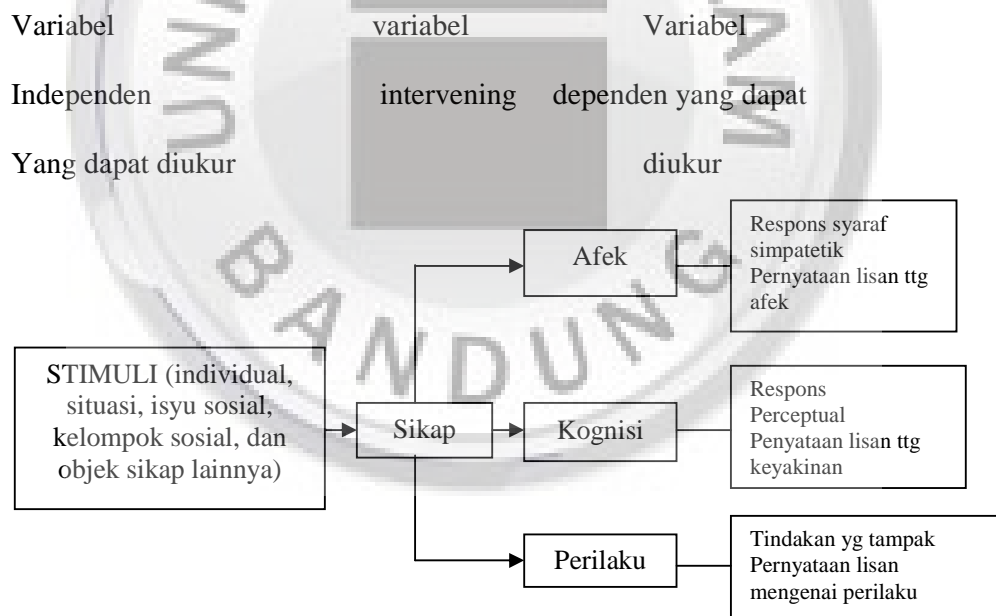 Variabel variabel Variabel
Independen intervening dependen yang dapat
Yang dapat diukur diukur
Afek
Respons syaraf
simpatetik
Pernyataan lisan ttg
afek
STIMULI (individual,
situasi, isyu sosial,
kelompok sosial, dan
objek sikap lainnya)
Sikap
Kognisi
Respons
Perceptual
Penyataan lisan ttg
keyakinan
Perilaku
Tindakan yg tampak
Pernyataan lisan
mengenai perilaku
BANDUNG